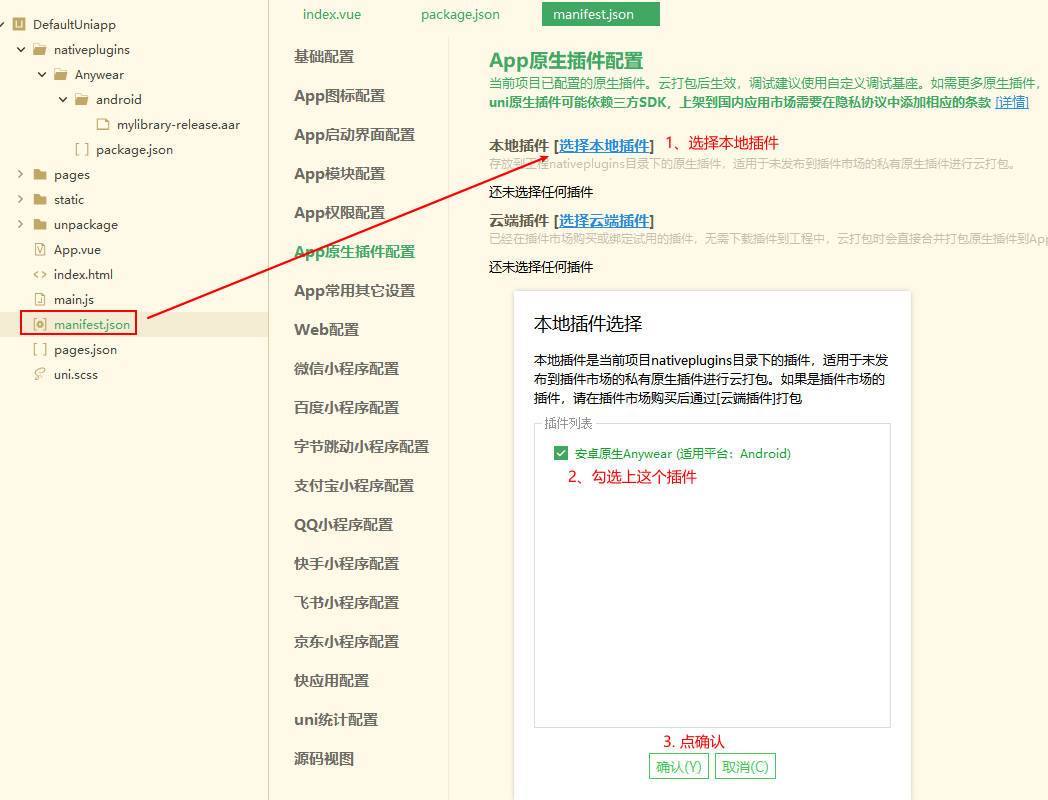 DefaultUniapp
nativeplugins
Anywear
android
mylibrary-release.aar
package.json
pages
static
unpackage
App.vue
index.html
main.js
manifest.json
pages.json
uni.scss
index.vue
package.json
manifest.json
基础配置
App图标配置
App启动界面配置
App模块配置
App权限配置
App原生插件配置
App常用其它设置
Web配置
微信小程序配置
百度小程序配置
字节跳动小程序配置
支付宝小程序配置
QQ小程序配置
快手小程序配置
飞书小程序配置
京东小程序配置
快应用配置
uni统计配置
源码视图
App原生插件配置
当前项目已配置的原生插件。云打包后生效，调试建议使用自定义调试基座。如需更多原生插件，
uni原生插件可能依赖三方SDK，上架到国内应用市场需要在隐私协议中添加相应的条款 [详情]
本地插件 [选择本地插件] 1、选择本地插件
存放到工程nativeplugins目录下的原生插件，适用于未发布到插件市场的私有原生插件进行云打包。
还未选择任何插件
云端插件 [选择云端插件]
已经在插件市场购买或绑定试用的插件，无需下载插件到工程中，云打包时会直接合并打包原生插件到App
还未选择任何插件
本地插件选择
本地插件是当前项目nativeplugins目录下的插件，适用于未发
布到插件市场的私有原生插件进行云打包。如果是插件市场的
插件，请在插件市场购买后通过[云端插件]打包
插件列表
安卓原生Anywear (适用平台：Android)
2、勾选上这个插件
3. 点确认
确认(Y) 取消(C)